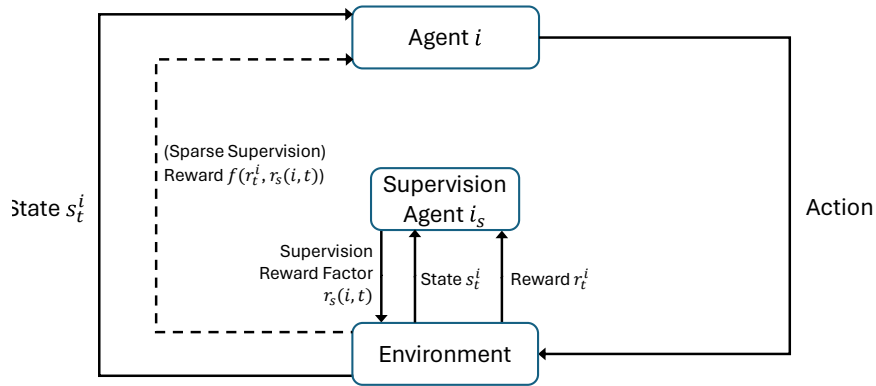 Agent i
(Sparse Supervision)
Reward f(r_t^i, r_s(i, t))
Supervision
Agent i_s
State s_t^i
Action
Supervision
Reward Factor
r_s(i, t)
State s_t^i
Reward r_t^i
Environment